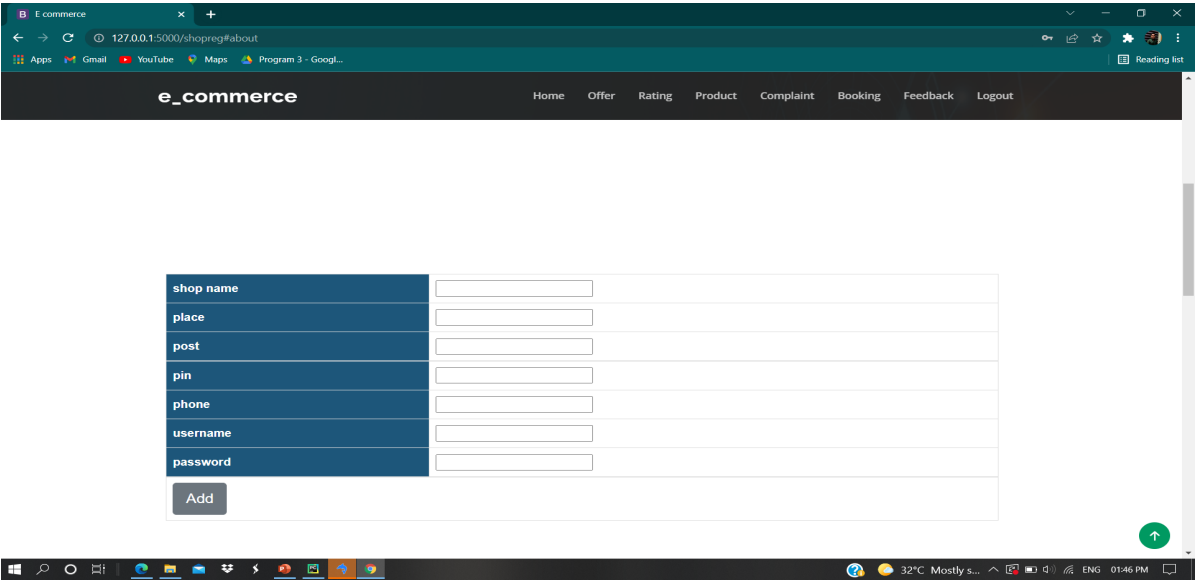 E commerce
127.0.0.1:5000/shopreg#about
Apps Gmail YouTube Maps Program 3 - Googl... Reading list
e_commerce Home Offer Rating Product Complaint Booking Feedback Logout
shop name
place
post
pin
phone
username
password
Add
32°C Mostly s... ENG 01:46 PM